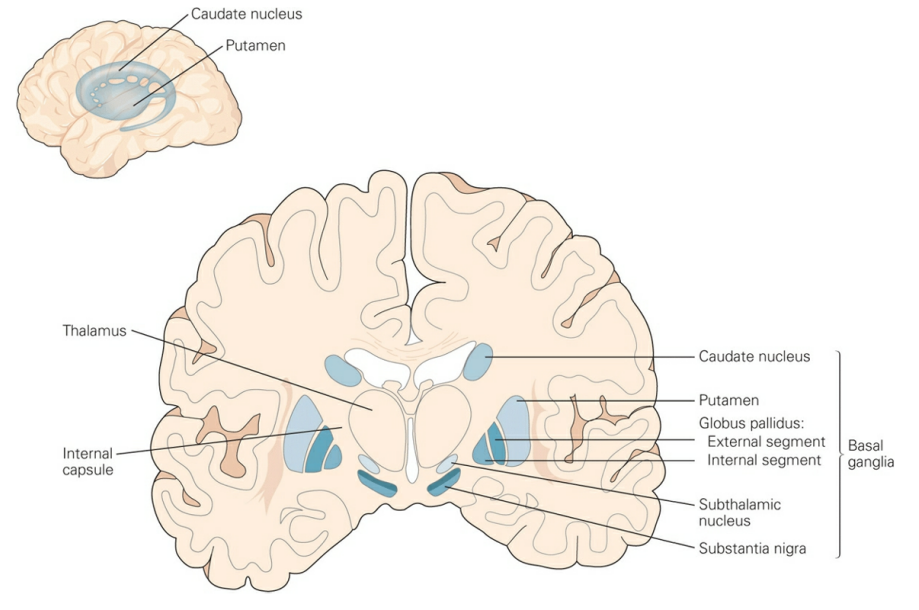 Caudate nucleus
Putamen
Thalamus
Internal
capsule
Caudate nucleus
Putamen
Globus pallidus:
External segment
Internal segment
Subthalamic
nucleus
Substantia nigra
Basal
ganglia